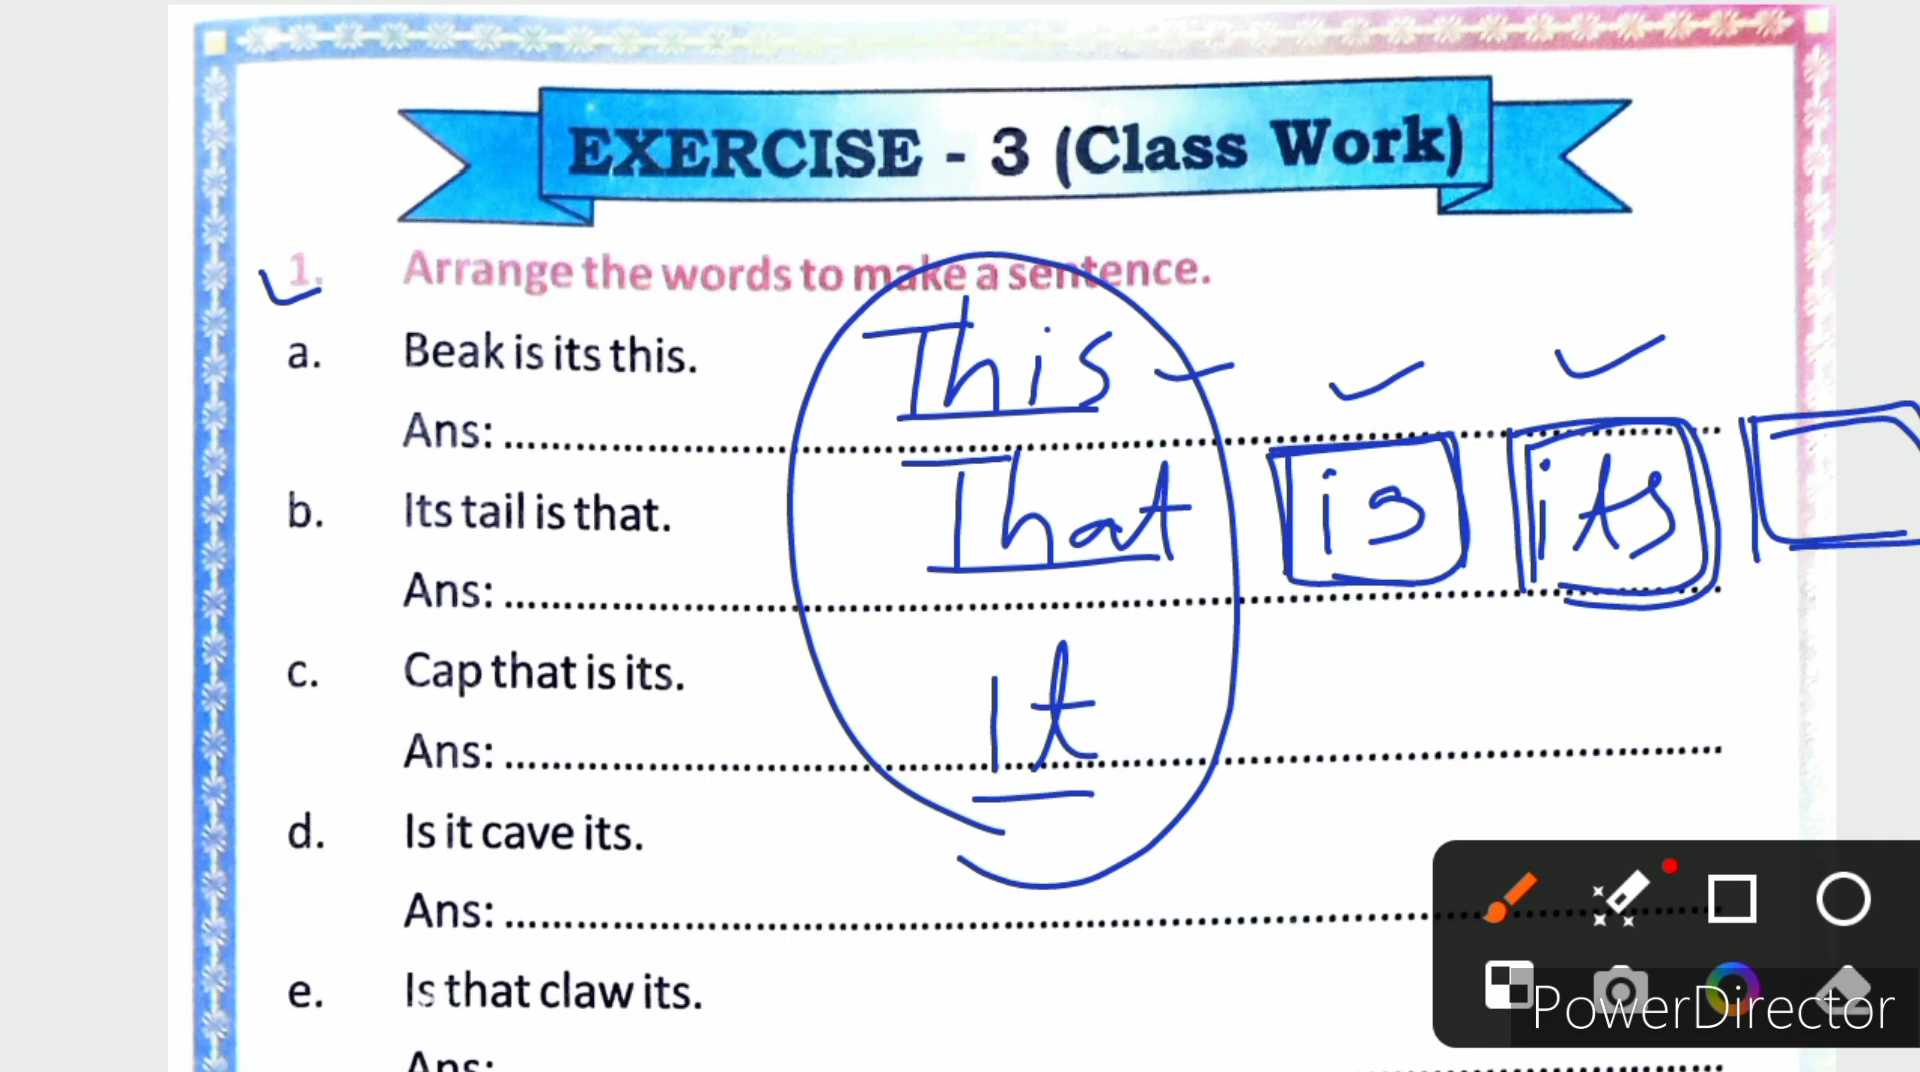 EXERCISE - 3 (Class Work)
1. Arrange the words to make a sentence.
a. Beak is its this.
This
Ans:
b. Its tail is that.
That is its
Ans:
c. Cap that is its.
It
Ans:
d. Is it cave its.
Ans:
e. Is that claw its.
Ans:
PowerDirector